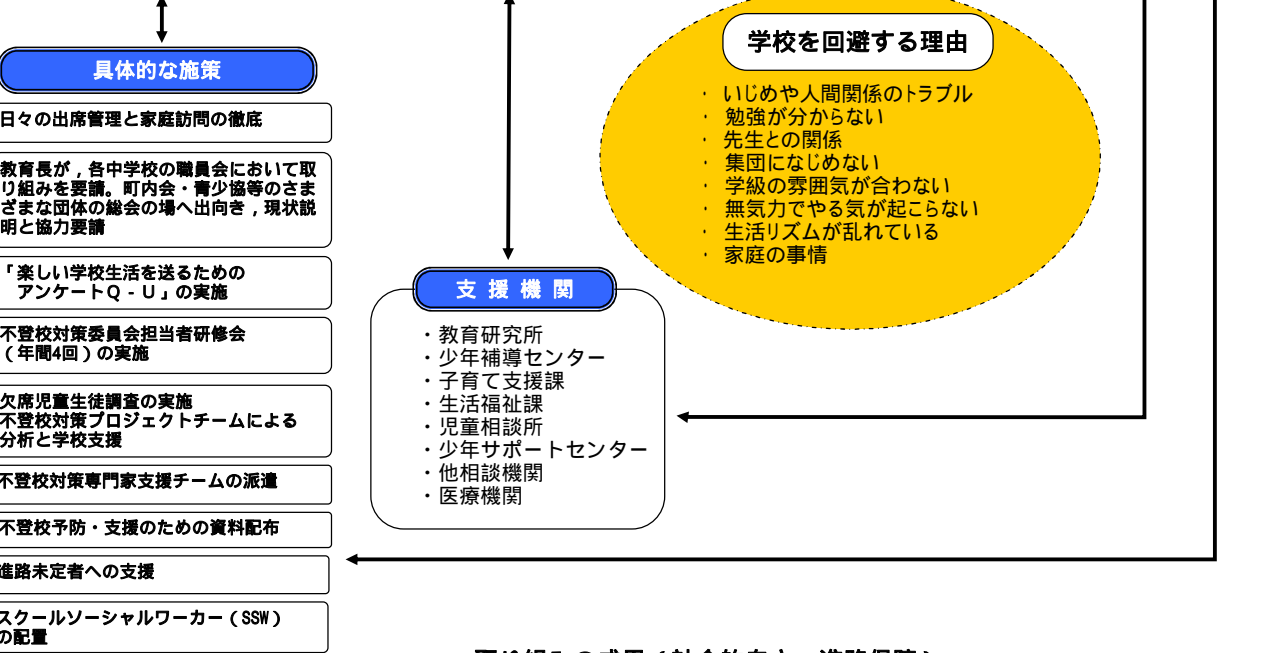 具体的な施策
日々の出席管理と家庭訪問の徹底
教育長が，各中学校の職員会において取
り組みを要請。町内会・青少協等のさま
ざまな団体の総会の場へ出向き，現状説
明と協力要請
「楽しい学校生活を送るための
アンケートＱ‐Ｕ」の実施
不登校対策委員会担当者研修会
（年間4回）の実施
欠席児童生徒調査の実施
不登校対策プロジェクトチームによる
分析と学校支援
不登校対策専門家支援チームの派遣
不登校予防・支援のための資料配布
進路未定者への支援
スクールソーシャルワーカー（SSW）
の配置
支援機関
・教育研究所
・少年補導センター
・子育て支援課
・生活福祉課
・児童相談所
・少年サポートセンター
・他相談機関
・医療機関
学校を回避する理由
・いじめや人間関係のトラブル
・勉強が分からない
・先生との関係
・集団になじめない
・学級の雰囲気が合わない
・無気力でやる気が起こらない
・生活リズムが乱れている
・家庭の事情